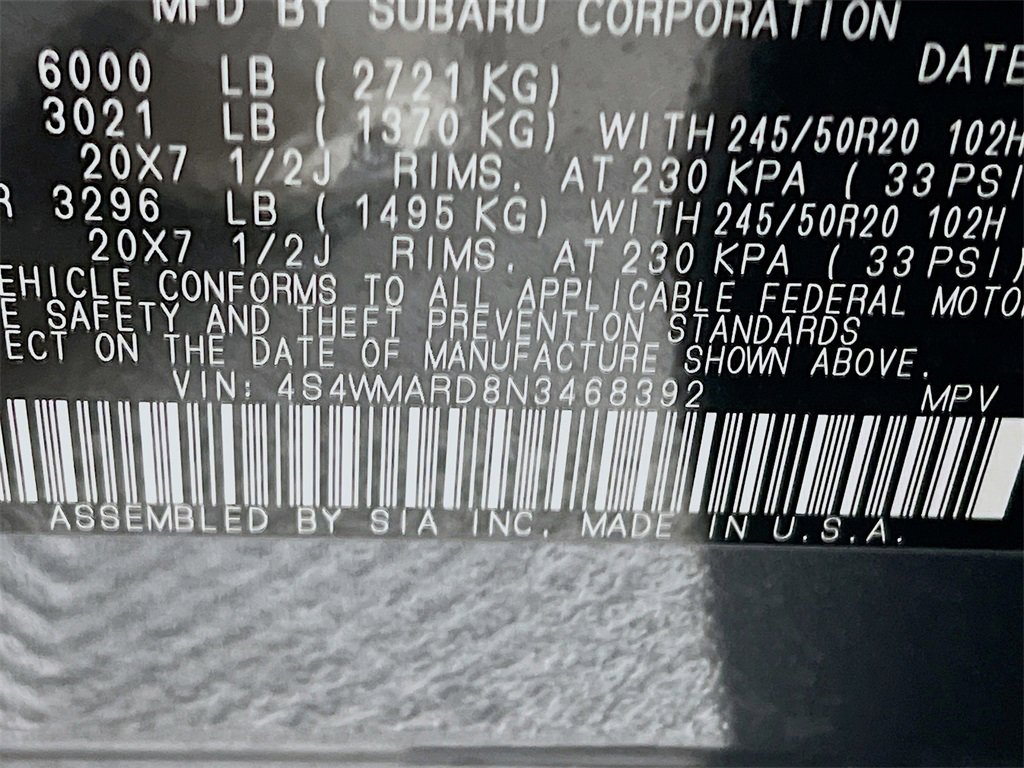 MFD BY SUBARU CORPORATION
DATE
6000 LB ( 2721 KG)
3021 LB ( 1370 KG) WITH 245/50R20 102H
20X7 1/2J RIMS. AT 230 KPA ( 33 PSI
R 3296 LB ( 1495 KG) WITH 245/50R20 102H
20X7 1/2J RIMS. AT 230 KPA ( 33 PSI)
EHICLE CONFORMS TO ALL APPLICABLE FEDERAL MOTO
E SAFETY AND THEFT PREVENTION STANDARDS
ECT ON THE DATE OF MANUFACTURE SHOWN ABOVE.
VIN: 4S4WMARD8N3468392 MPV
ASSEMBLED BY SIA INC. MADE IN U.S.A.